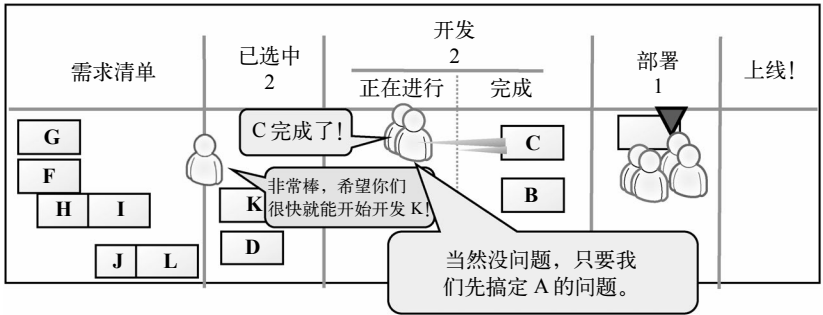 需求清单
已选中
2
开发
2
正在进行
完成
部署
1
上线！
C 完成了！
G
F
H
I
J
L
K
D
C
B
非常棒，希望你们
很快就能开始开发 K！
当然没问题，只要我
们先搞定 A 的问题。